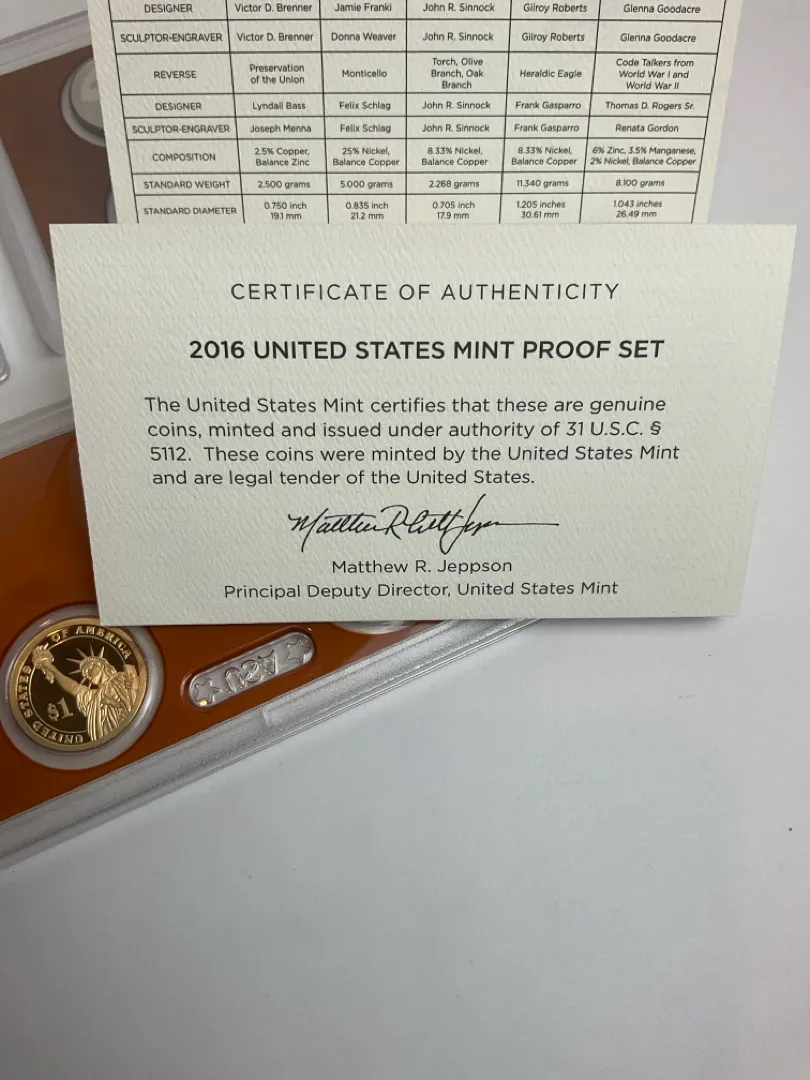 DESIGNER Victor D. Brenner Jamie Franki John R. Sinnock Gilroy Roberts Glenna Goodacre
SCULPTOR-ENGRAVER Victor D. Brenner Donna Weaver John R. Sinnock Gilroy Roberts Glenna Goodacre
REVERSE Preservation of the Union Monticello Torch, Olive Branch, Oak Branch Heraldic Eagle Code Talkers from World War I and World War II
DESIGNER Lyndall Bass Felix Schlag John R. Sinnock Frank Gasparro Thomas D. Rogers Sr.
SCULPTOR-ENGRAVER Joseph Menna Felix Schlag John R. Sinnock Frank Gasparro Renata Gordon
COMPOSITION 2.5% Copper, Balance Zinc 25% Nickel, Balance Copper 8.33% Nickel, Balance Copper 8.33% Nickel, Balance Copper 6% Zinc, 3.5% Manganese, 2% Nickel, Balance Copper
STANDARD WEIGHT 2.500 grams 5.000 grams 2.268 grams 11.340 grams 8.100 grams
STANDARD DIAMETER 0.750 inch 19.1 mm 0.835 inch 21.2 mm 0.705 inch 17.9 mm 1.205 inches 30.61 mm 1.043 inches 26.49 mm
CERTIFICATE OF AUTHENTICITY
2016 UNITED STATES MINT PROOF SET
The United States Mint certifies that these are genuine
coins, minted and issued under authority of 31 U.S.C. §
5112. These coins were minted by the United States Mint
and are legal tender of the United States.
Matthew R. Jeppson
Principal Deputy Director, United States Mint
UNITED STATES OF AMERICA
$1
USA